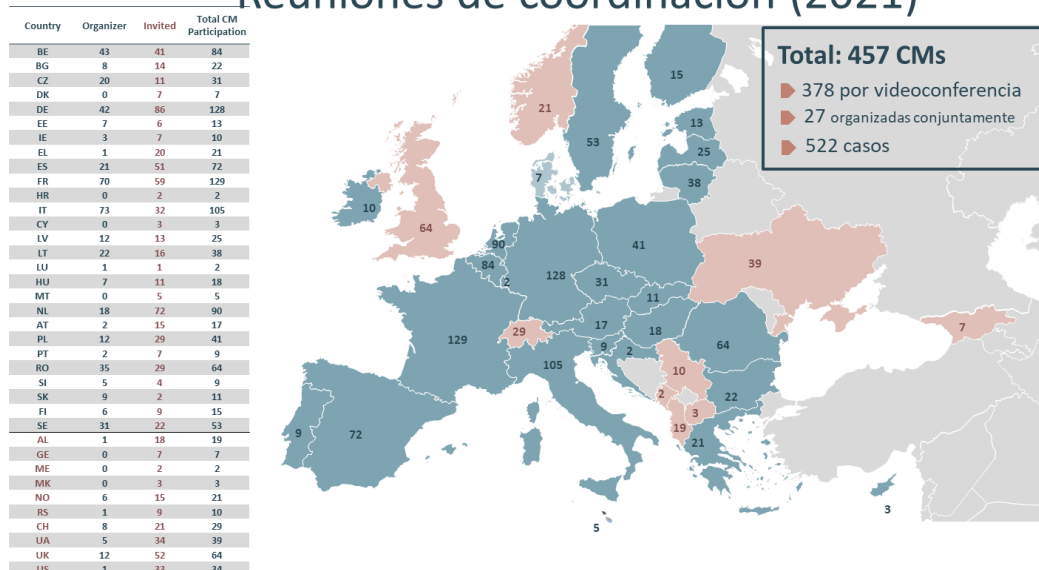 Reuniones de coordinación (2021)
Country Organizer Invited Total CM Participation
BE 43 41 84
BG 8 14 22
CZ 20 11 31
DK 0 7 7
DE 42 86 128
EE 7 6 13
IE 3 7 10
EL 1 20 21
ES 21 51 72
FR 70 59 129
HR 0 2 2
IT 73 32 105
CY 0 3 3
LV 12 13 25
LT 22 16 38
LU 1 1 2
HU 7 11 18
MT 0 5 5
NL 18 72 90
AT 2 15 17
PL 12 29 41
PT 2 7 9
RO 35 29 64
SI 5 4 9
SK 9 2 11
FI 6 9 15
SE 31 22 53
AL 1 18 19
GE 0 7 7
ME 0 2 2
MK 0 3 3
NO 6 15 21
RS 1 9 10
CH 8 21 29
UA 5 34 39
UK 12 52 64
US 1 33 34
Total: 457 CMs
378 por videoconferencia
27 organizadas conjuntamente
522 casos
15
21
53
13
25
38
7
10
64
90
84
2
128
41
39
31
11
129
29
17
18
9
2
64
105
10
7
2
22
3
19
21
9
72
5
3